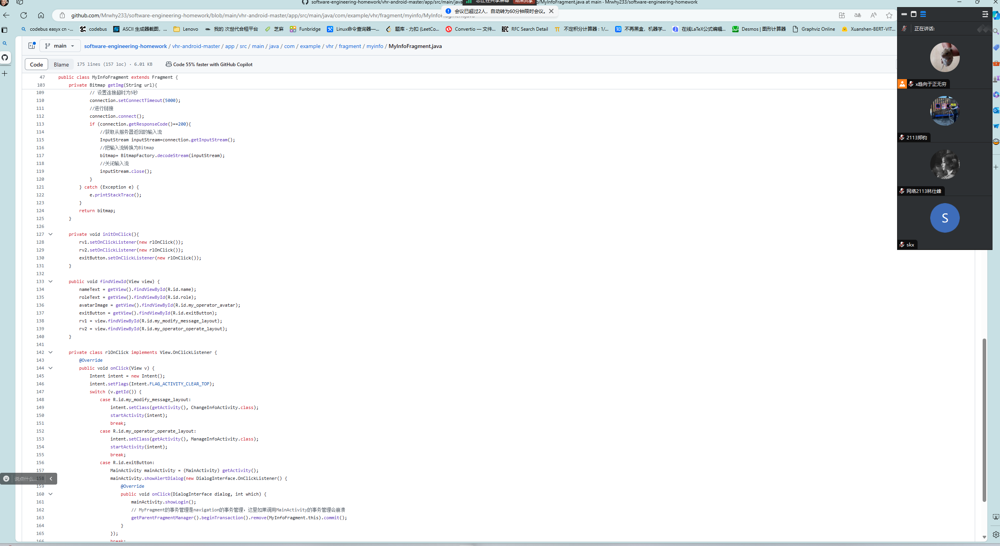 software-engineering-homework/vhr-android-master/app/src/main/java
/MyInfoFragment.java at main · Mrwhy233/software-engineering-homework
您正在共享屏幕 结束共享
会议已超过2人，自动转为60分钟限时会议。
github.com/Mrwhy233/software-engineering-homework/blob/main/vhr-android-master/app/src/main/java/com/example/vhr/fragment/myinfo/MyInfoFragment.java
codebus easyx cn -...
codebus
ASCII 生成器截图，...
Lenovo
我的 次世代合租平台
芝麻
Funbridge
Linux命令查询器—...
题库 - 力扣 (LeetCo...
Convertio — 文件...
RFC Search Detail
不定积分计算器 : 1/...
不再黑盒，机器学...
在线LaTeX公式编辑...
Desmos | 图形计算器
Graphviz Online
Xuanshen-BERT-VIT...
main
software-engineering-homework / vhr-android-master / app / src / main / java / com / example / vhr / fragment / myinfo / MyInfoFragment.java
Code Blame 175 lines (157 loc) · 6.01 KB Code 55% faster with GitHub Copilot
47 public class MyInfoFragment extends Fragment {
103 private Bitmap getImg(String url){
109 // 设置连接超时为5秒
110 connection.setConnectTimeout(5000);
111 //进行链接
112 connection.connect();
113 if (connection.getResponseCode()==200){
114 //获取从服务器返回的输入流
115 InputStream inputStream=connection.getInputStream();
116 //把输入流转换为Bitmap
117 bitmap= BitmapFactory.decodeStream(inputStream);
118 //关闭输入流
119 inputStream.close();
120 }
121 } catch (Exception e) {
122 e.printStackTrace();
123 }
124 return bitmap;
125 }
126
127 private void initOnClick(){
128 rv1.setOnClickListener(new rlOnClick());
129 rv2.setOnClickListener(new rlOnClick());
130 exitButton.setOnClickListener(new rlOnClick());
131 }
132
133 public void findViewId(View view) {
134 nameText = getView().findViewById(R.id.name);
135 roleText = getView().findViewById(R.id.role);
136 avatarImage = getView().findViewById(R.id.my_operator_avatar);
137 exitButton = getView().findViewById(R.id.exitButton);
138 rv1 = view.findViewById(R.id.my_modify_message_layout);
139 rv2 = view.findViewById(R.id.my_operator_operate_layout);
140 }
141
142 private class rlOnClick implements View.OnClickListener {
143 @Override
144 public void onClick(View v) {
145 Intent intent = new Intent();
146 intent.setFlags(Intent.FLAG_ACTIVITY_CLEAR_TOP);
147 switch (v.getId()) {
148 case R.id.my_modify_message_layout:
149 intent.setClass(getActivity(), ChangeInfoActivity.class);
150 startActivity(intent);
151 break;
152 case R.id.my_operator_operate_layout:
153 intent.setClass(getActivity(), ManageInfoActivity.class);
154 startActivity(intent);
155 break;
156 case R.id.exitButton:
157 MainActivity mainActivity = (MainActivity) getActivity();
158 mainActivity.showAlertDialog(new DialogInterface.OnClickListener() {
159 @Override
160 public void onClick(DialogInterface dialog, int which) {
161 mainActivity.showLogin();
162 // MyFragment的事务管理是navigation的事务管理，这里如果调用MainActivity的事务管理会崩溃
163 getParentFragmentManager().beginTransaction().remove(MyInfoFragment.this).commit();
164 }
165 });
166 break;
说点什么...
正在讲话:
x趋向于正无穷
2113郑钧
网络2113林仕峰
S
skx